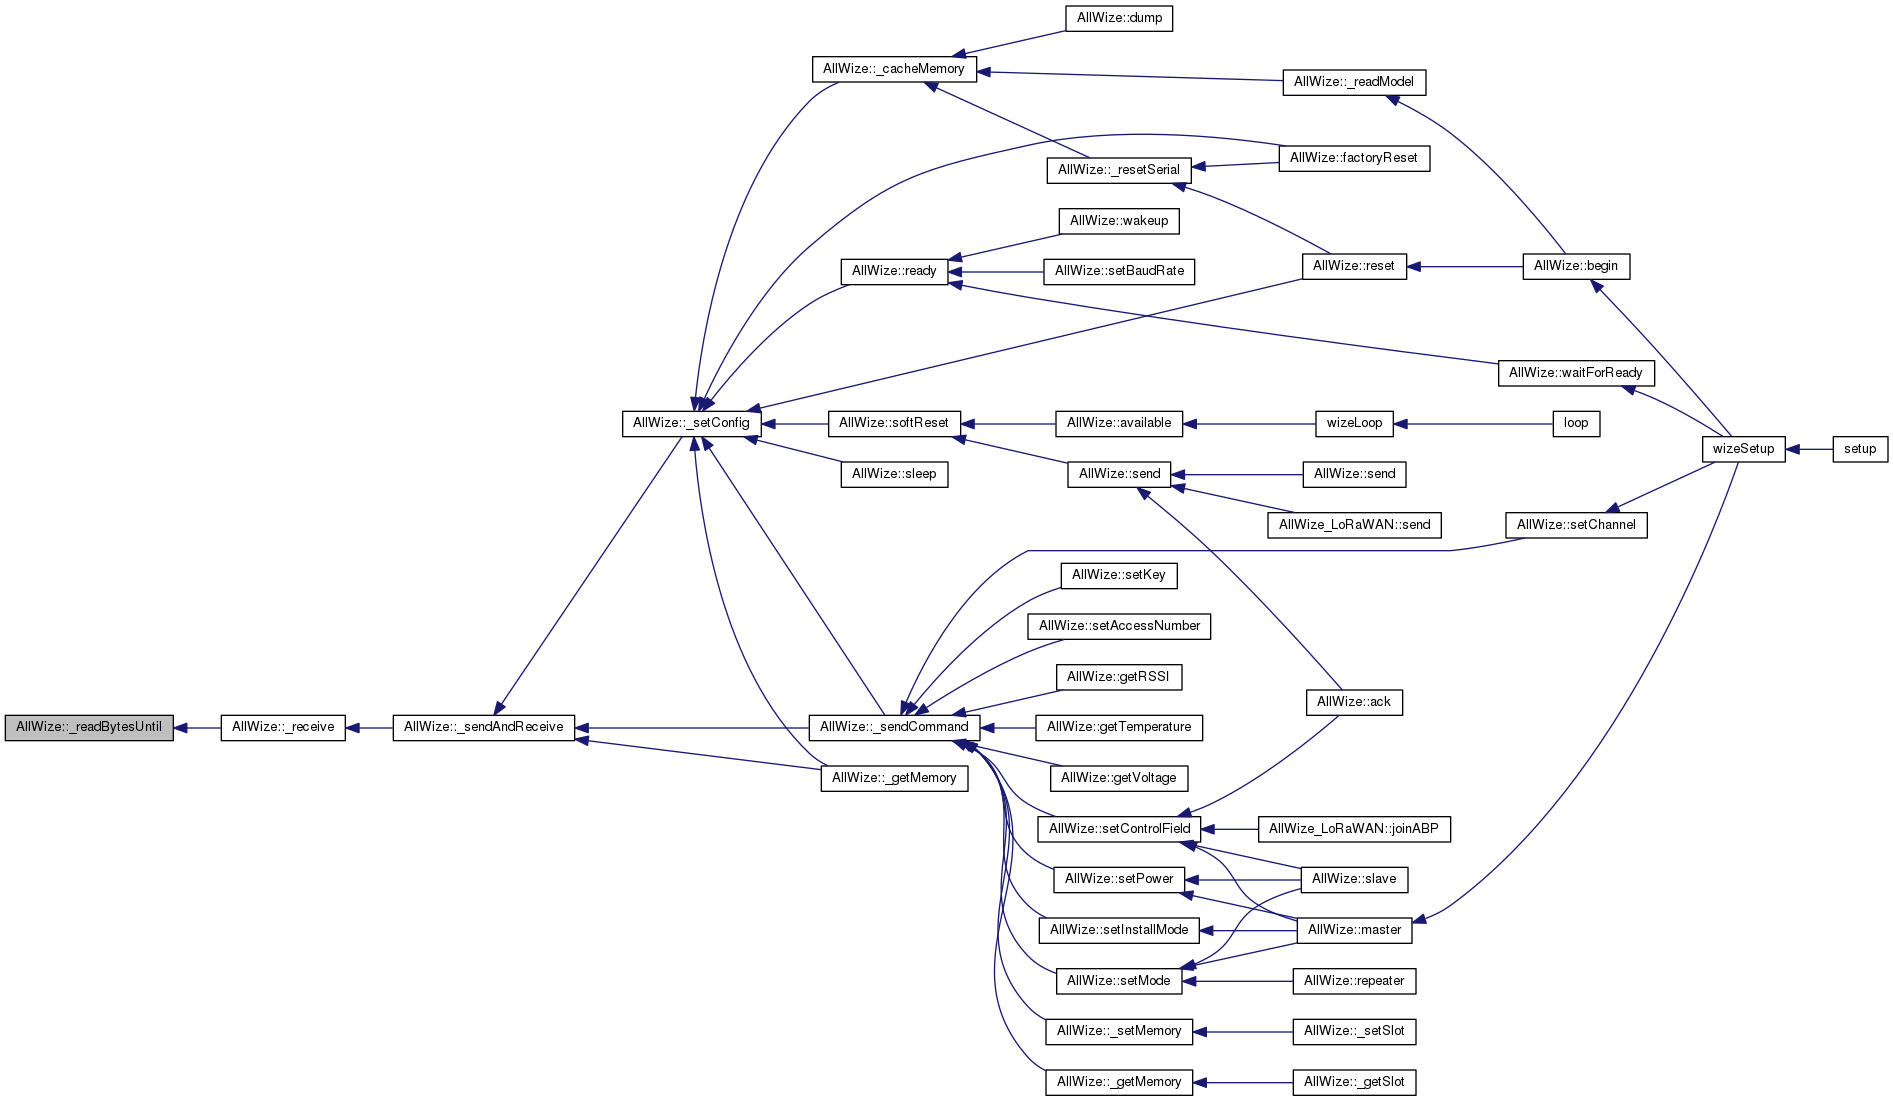 AllWize::dump
AllWize::_cacheMemory
AllWize::_readModel
AllWize::factoryReset
AllWize::_resetSerial
AllWize::wakeup
AllWize::ready
AllWize::setBaudRate
AllWize::reset
AllWize::begin
AllWize::waitForReady
AllWize::_setConfig
AllWize::softReset
AllWize::available
wizeLoop
loop
wizeSetup
setup
AllWize::sleep
AllWize::send
AllWize::send
AllWize_LoRaWAN::send
AllWize::setChannel
AllWize::setKey
AllWize::setAccessNumber
AllWize::getRSSI
AllWize::ack
AllWize::_readBytesUntil
AllWize::_receive
AllWize::_sendAndReceive
AllWize::_sendCommand
AllWize::getTemperature
AllWize::_getMemory
AllWize::getVoltage
AllWize::setControlField
AllWize_LoRaWAN::joinABP
AllWize::setPower
AllWize::slave
AllWize::setInstallMode
AllWize::master
AllWize::setMode
AllWize::repeater
AllWize::_setMemory
AllWize::_setSlot
AllWize::_getMemory
AllWize::_getSlot